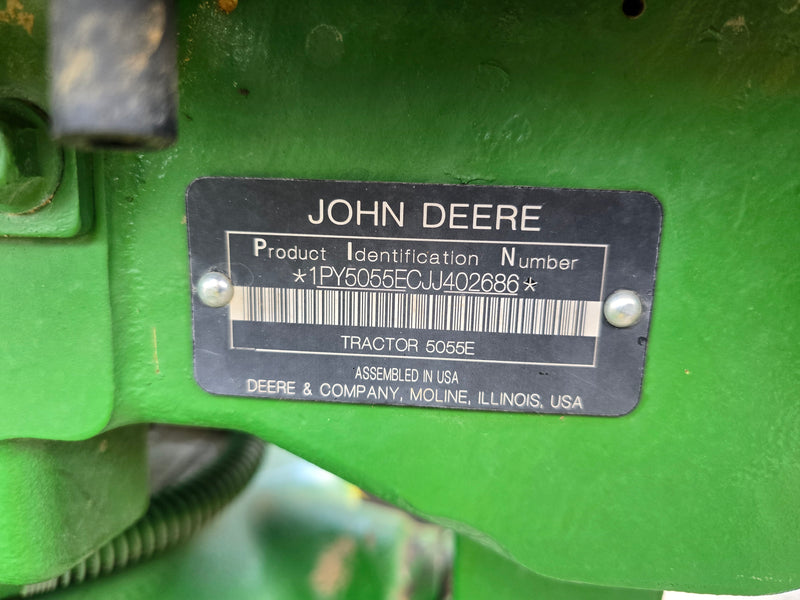 JOHN DEERE
Product Identification Number
*1PY5055ECJJ402686*
TRACTOR 5055E
ASSEMBLED IN USA
DEERE & COMPANY, MOLINE, ILLINOIS, USA